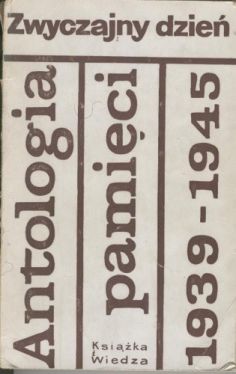 Zwyczajny dzień
Antologia
pamięci
1939-1945
Książka
i
Wiedza